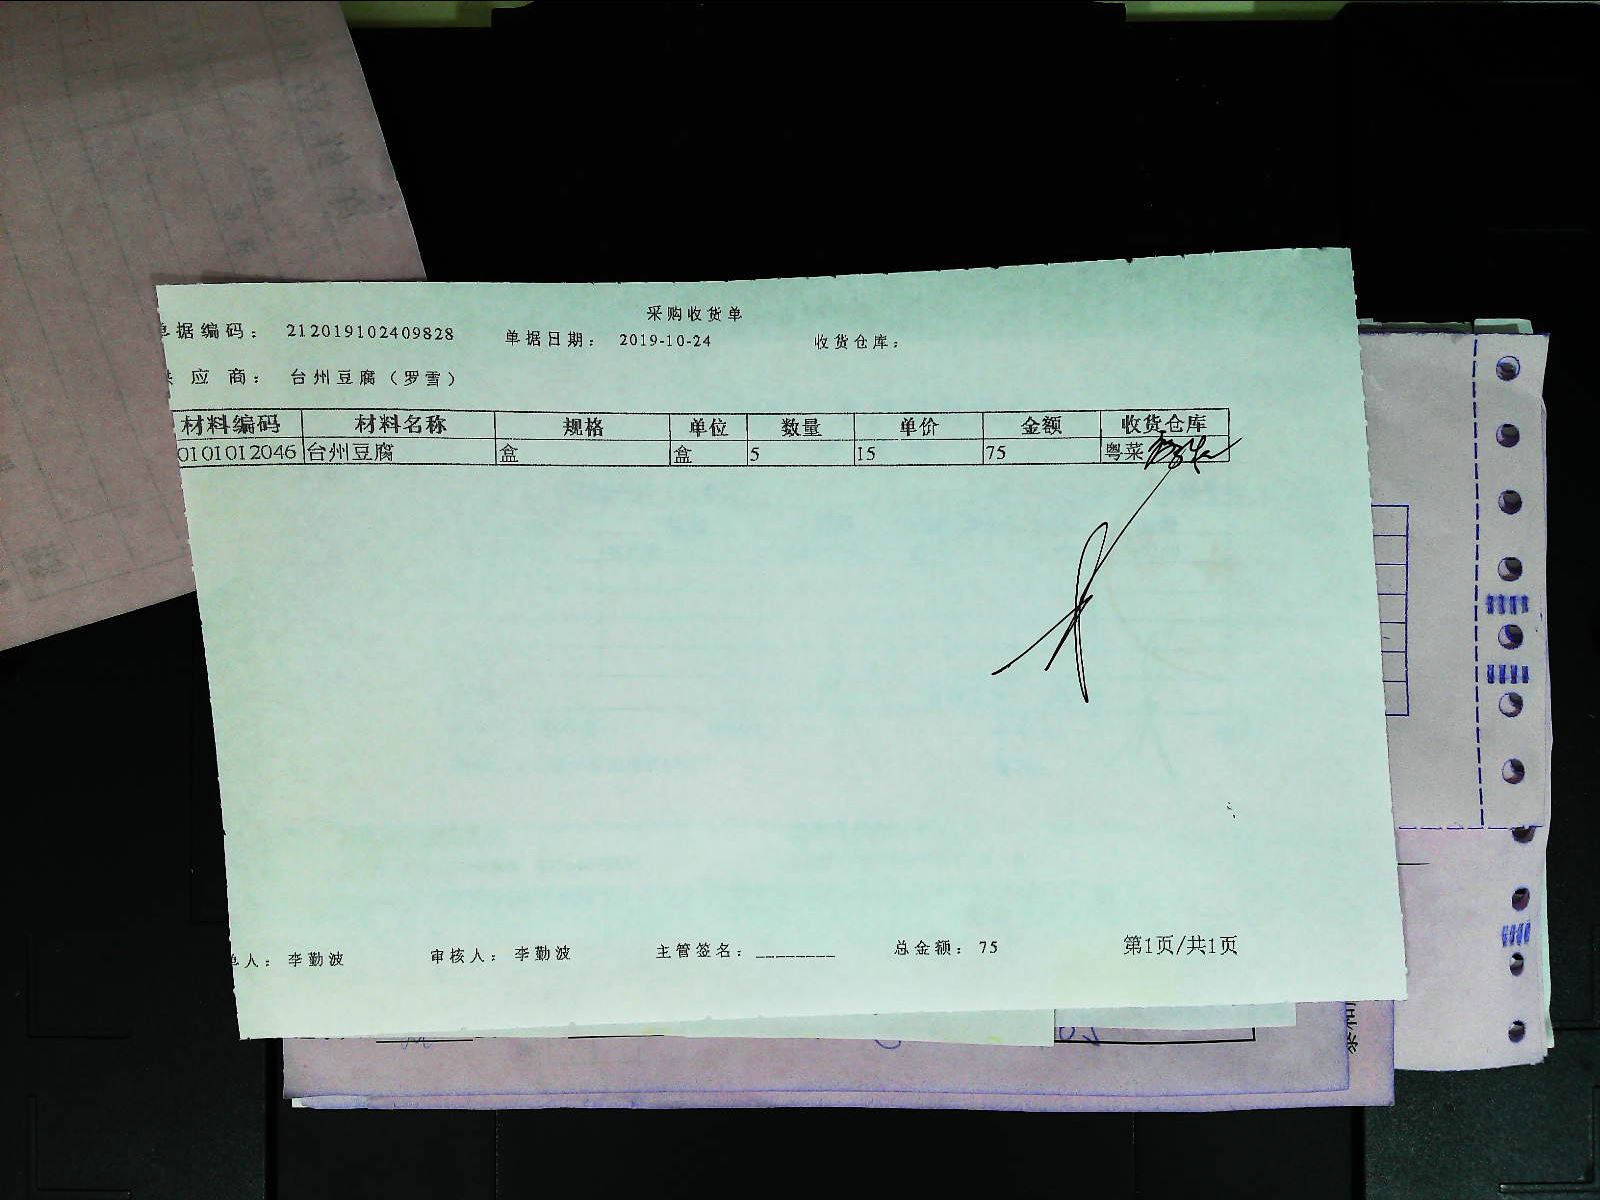 采购收货单
单据编码： 212019102409828 单据日期： 2019-10-24 收货仓库：
应商： 台州豆腐（罗雪）
材料编码 材料名称 规格 单位 数量 单价 金额 收货仓库
0101012046 台州豆腐 盒 盒 5 15 75 粤菜
单人： 李勤波 审核人： 李勤波 主管签名：________ 总金额： 75 第1页/共1页